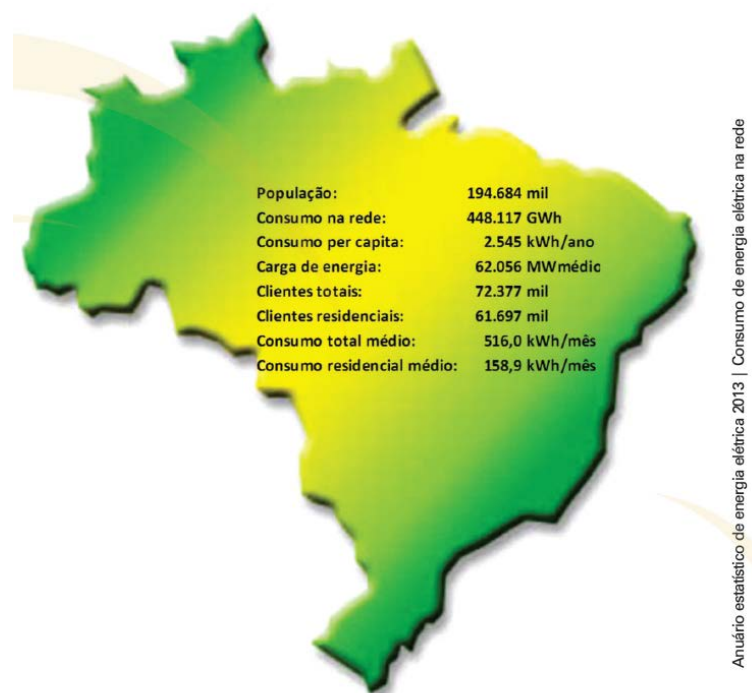 População: 194.684 mil
Consumo na rede: 448.117 GWh
Consumo per capita: 2.545 kWh/ano
Carga de energia: 62.056 MWmédio
Clientes totais: 72.377 mil
Clientes residenciais: 61.697 mil
Consumo total médio: 516,0 kWh/mês
Consumo residencial médio: 158,9 kWh/mês
Anuário estatístico de energia elétrica 2013 | Consumo de energia elétrica na rede